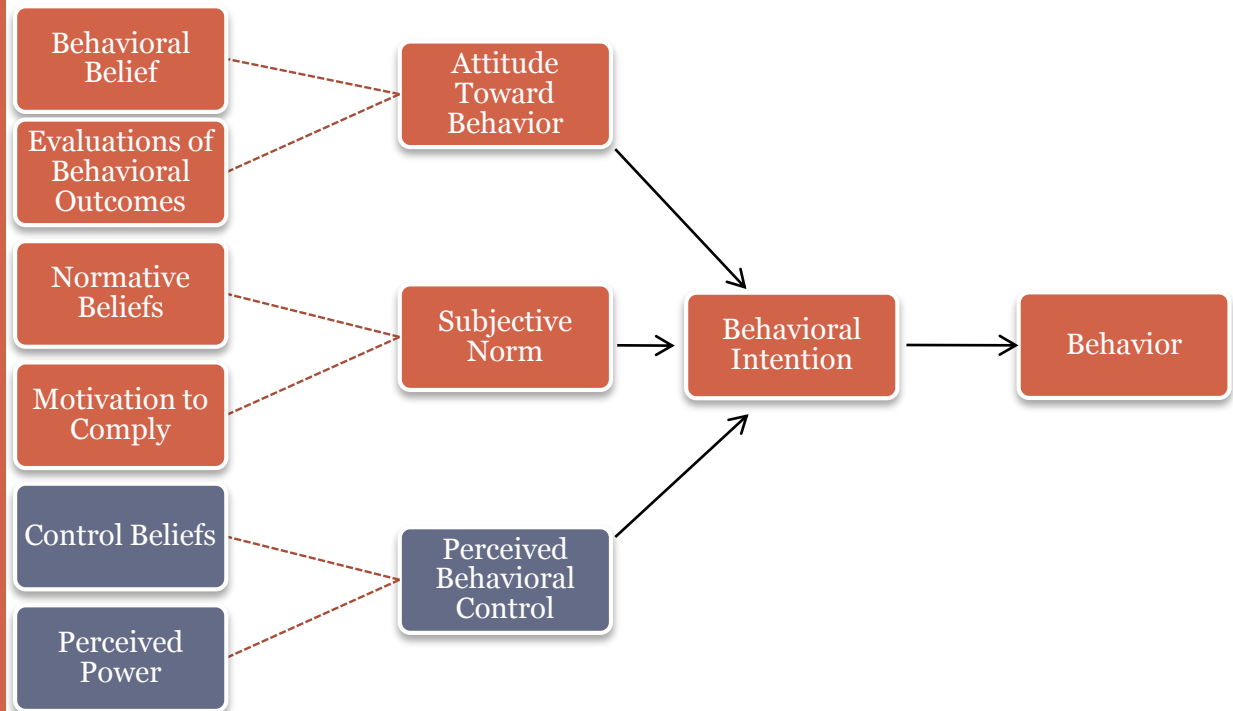 Behavioral
Belief
Evaluations of
Behavioral
Outcomes
Normative
Beliefs
Motivation to
Comply
Control Beliefs
Perceived
Power
Attitude
Toward
Behavior
Subjective
Norm
Perceived
Behavioral
Control
Behavioral
Intention
Behavior